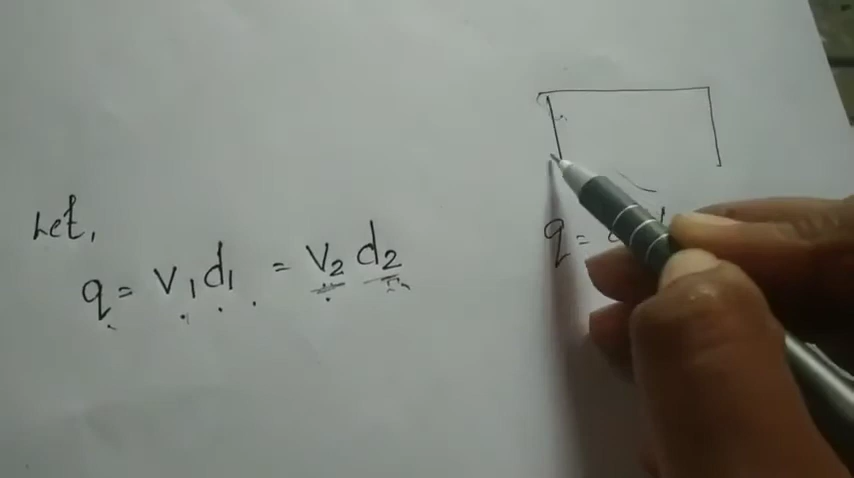 Let,
q = v₁d₁ = v₂d₂
q =